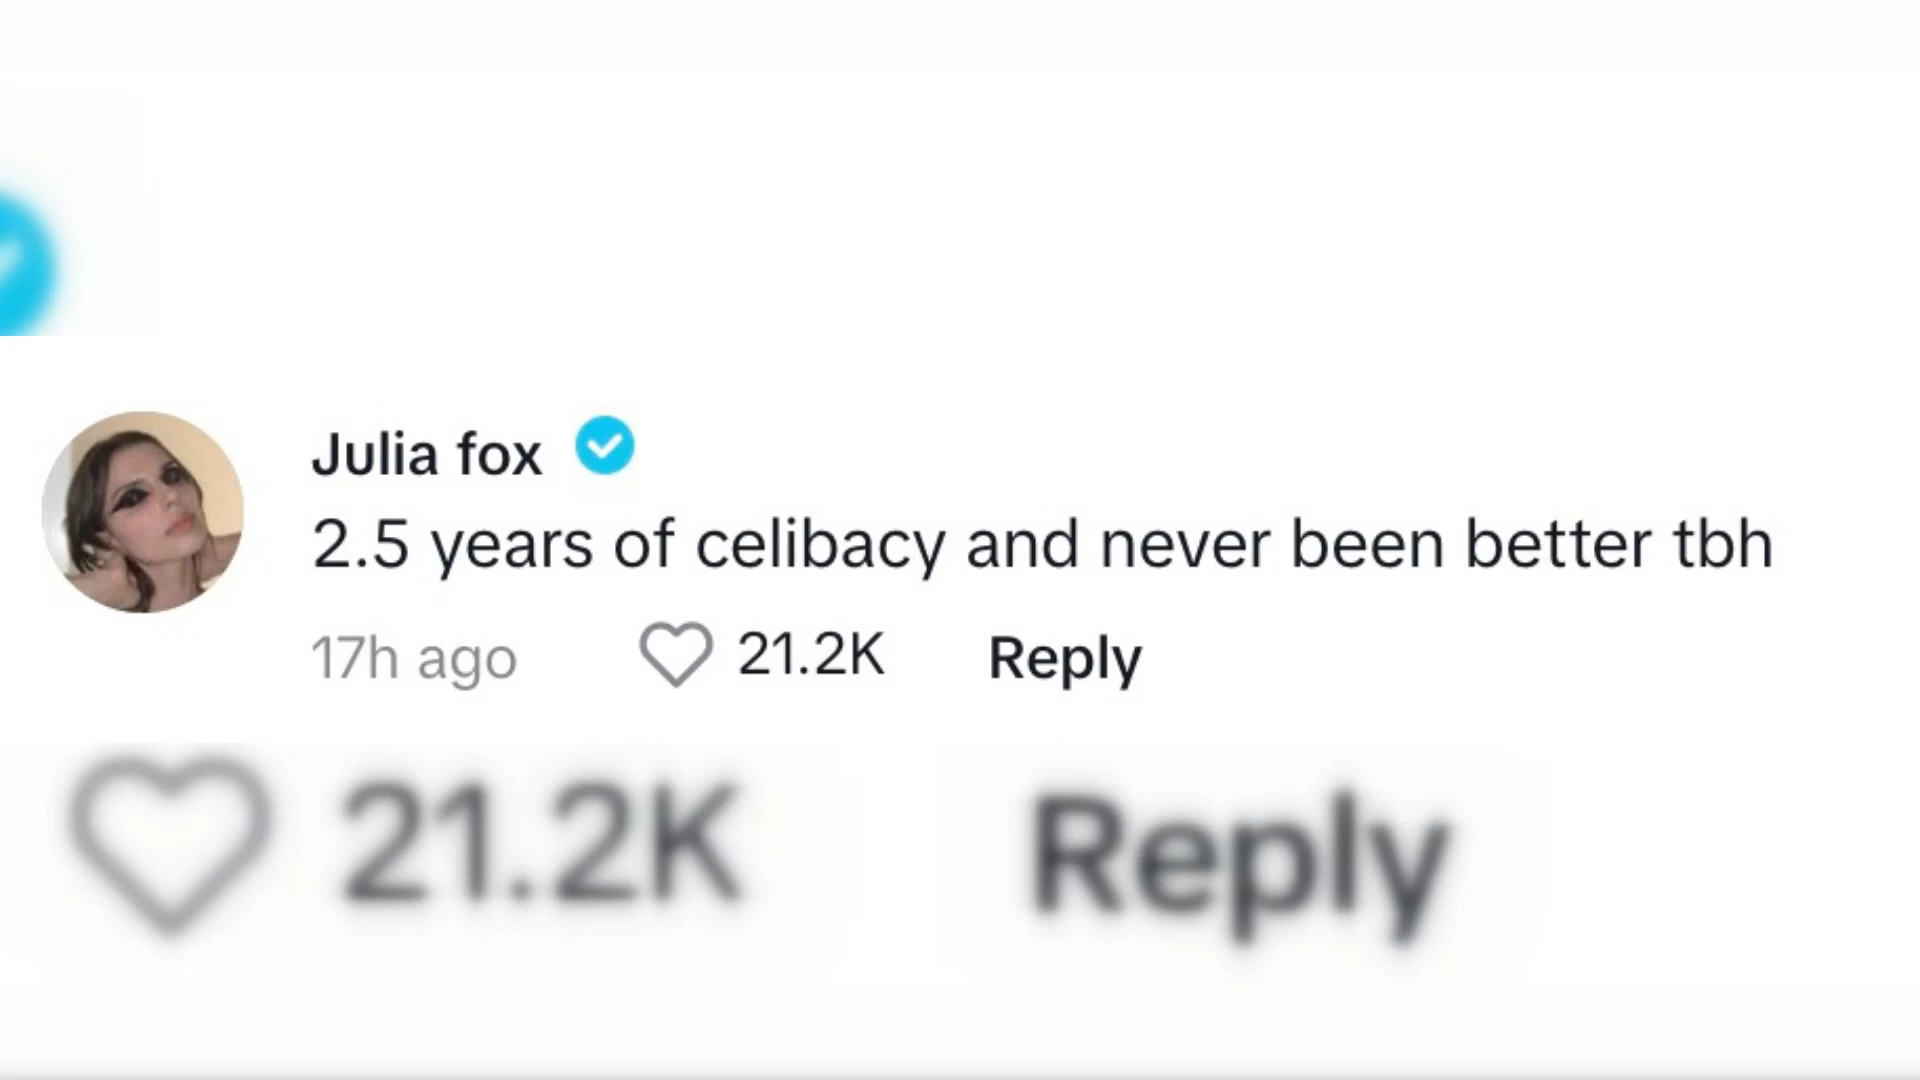 Julia fox
2.5 years of celibacy and never been better tbh
17h ago 21.2K Reply
21.2K Reply